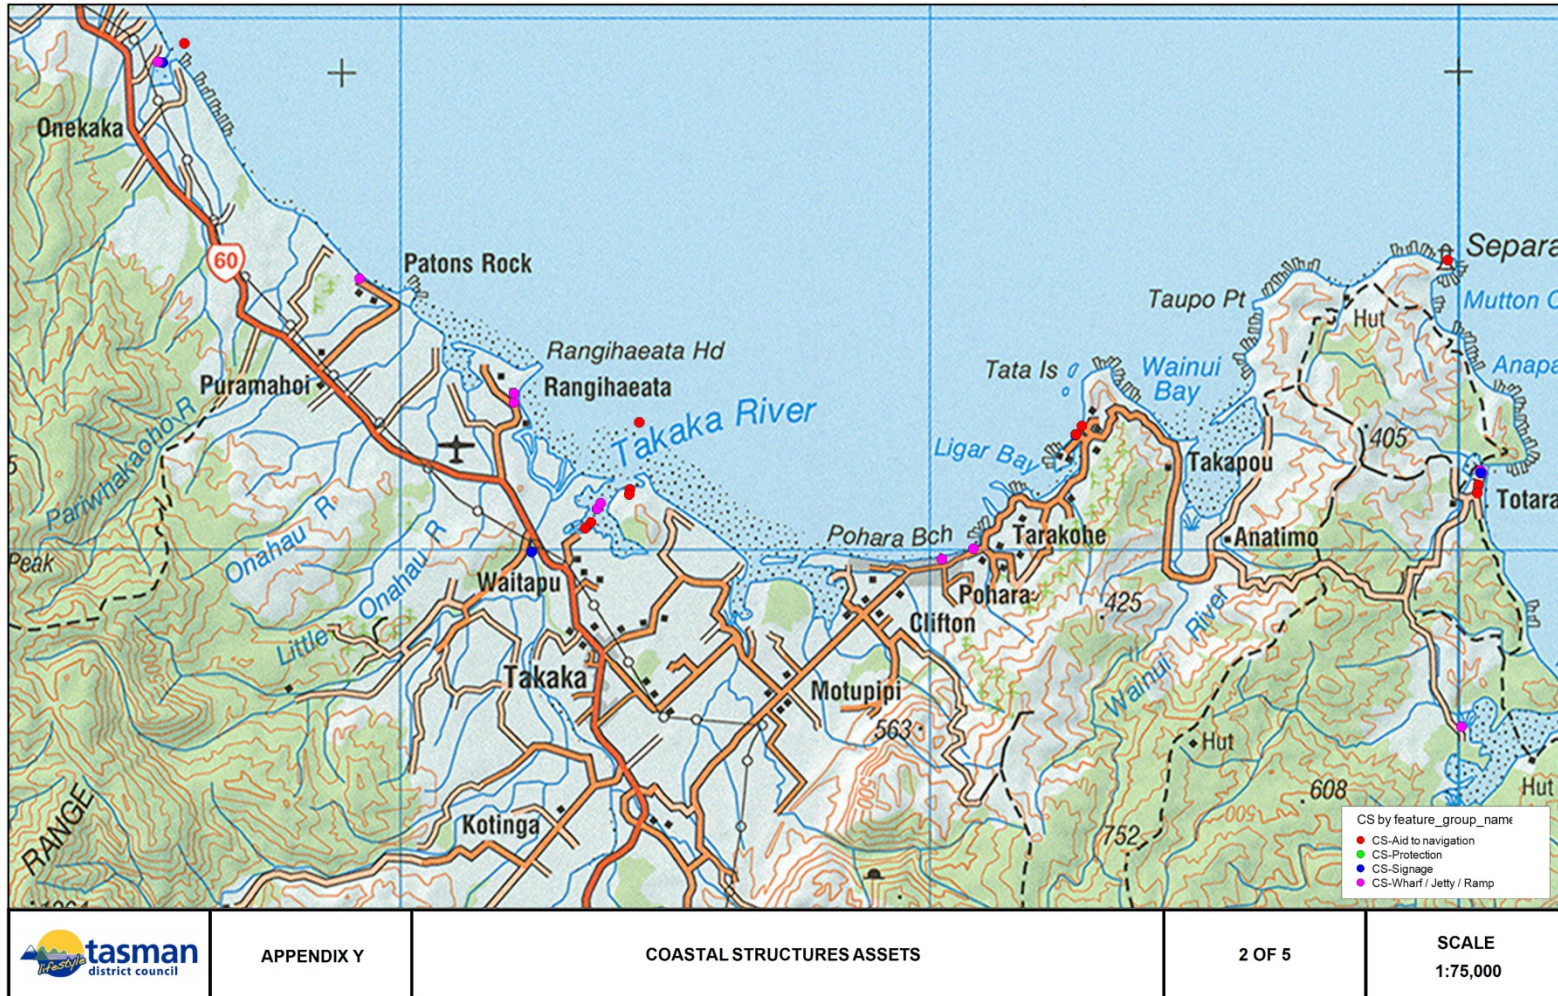 Onekaka
60
Patons Rock
Separa
Taupo Pt
Mutton C
Hut
Rangihaeata Hd
Tata Is
Wainui
Bay
Anapa
Puramahoi
Rangihaeata
Takaka River
405
Pariwhakaoho R
Ligar Bay
Takapou
Totara
Onahau R
Pohara Bch
Tarakohe
Anatimo
Peak
Little Onahau R
Waitapu
Pohara
425
Clifton
Wainui River
Takaka
Motupipi
563
Hut
608
Hut
RANGE
Kotinga
752
500
CS by feature_group_name
CS-Aid to navigation
CS-Protection
CS-Signage
CS-Wharf / Jetty / Ramp
tasman
district council
lifestyle
APPENDIX Y
COASTAL STRUCTURES ASSETS
2 OF 5
SCALE
1:75,000